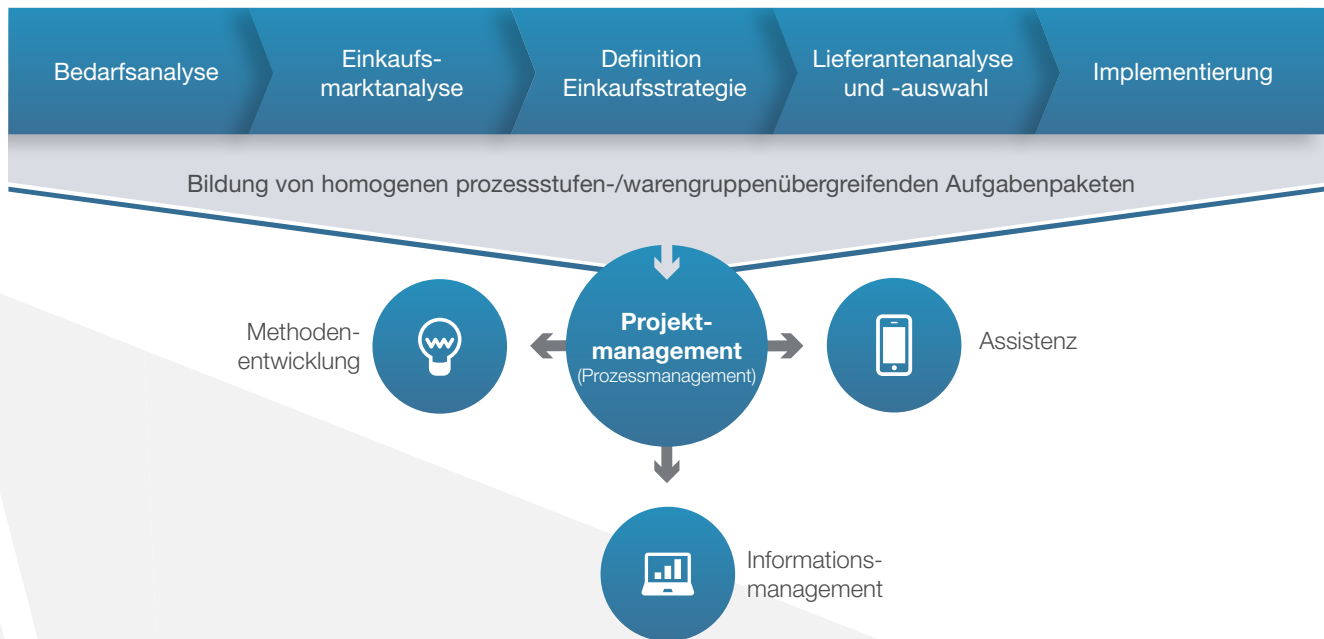 Bedarfsanalyse
Einkaufs-
marktanalyse
Definition
Einkaufsstrategie
Lieferantenanalyse
und -auswahl
Implementierung
Bildung von homogenen prozessstufen-/warengruppenübergreifenden Aufgabenpaketen
Methoden-
entwicklung
Projekt-
management
(Prozessmanagement)
Assistenz
Informations-
management